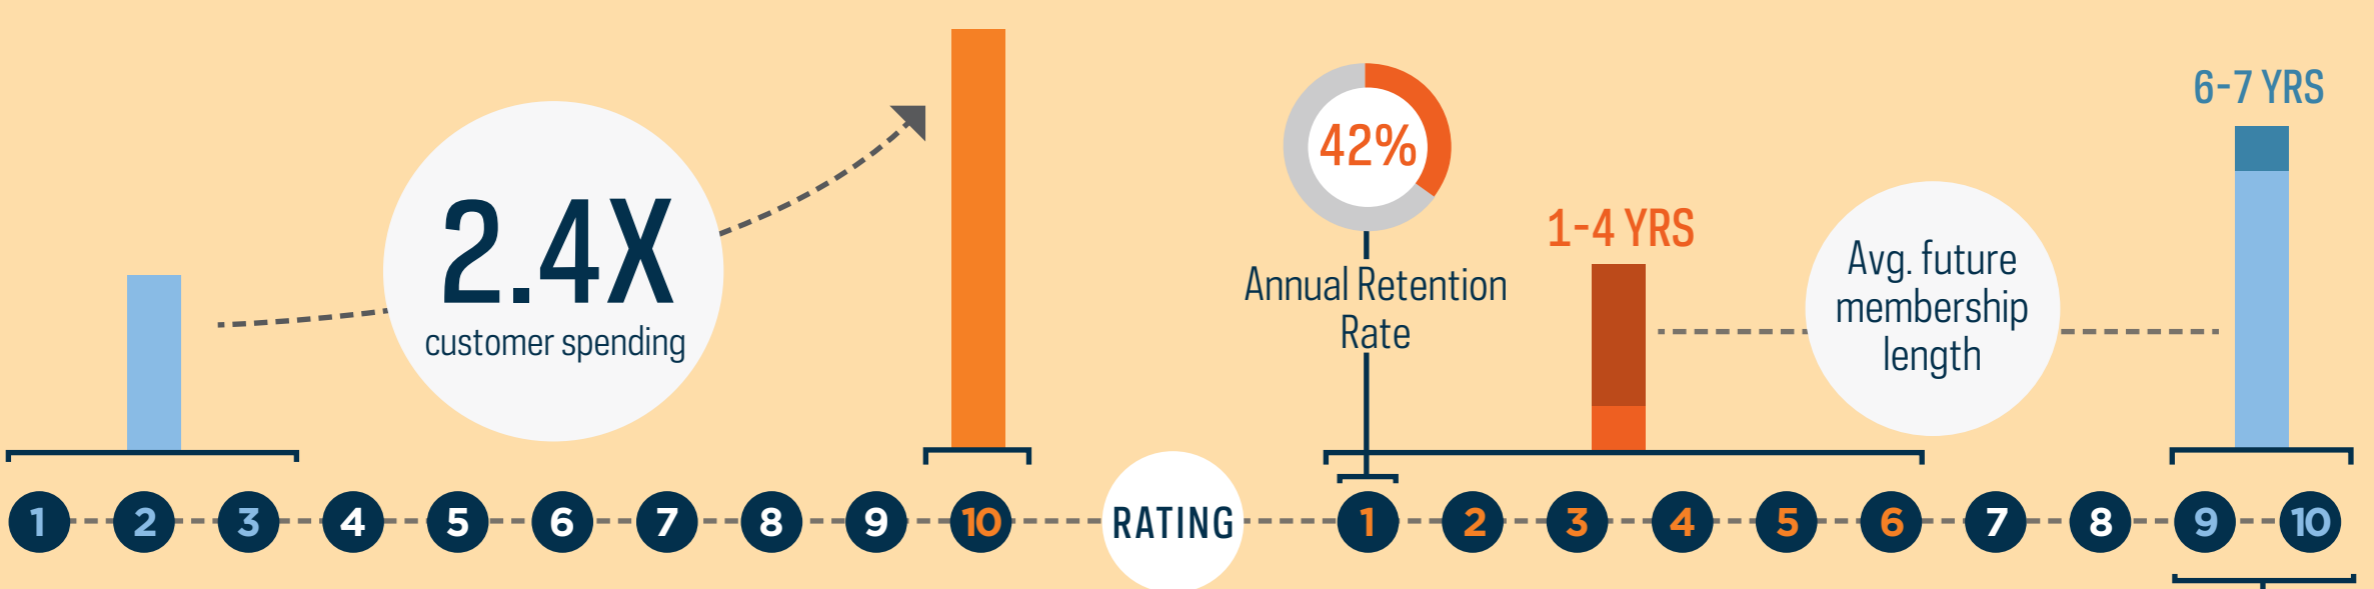 2.4X
customer spending
42%
Annual Retention
Rate
1-4 YRS
Avg. future
membership
length
6-7 YRS
1 2 3 4 5 6 7 8 9 10 RATING 1 2 3 4 5 6 7 8 9 10